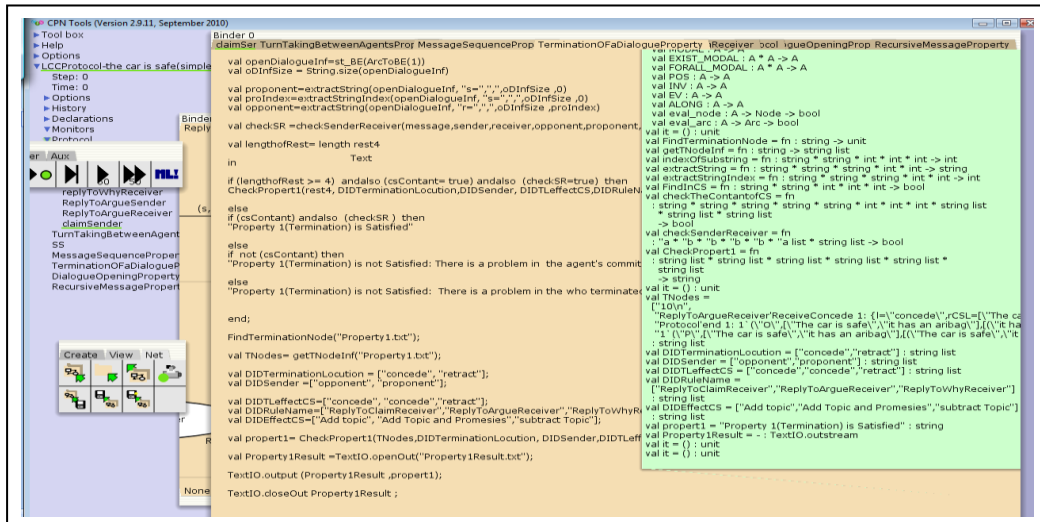 CPN Tools (Version 2.9.11, September 2010)
Tool box
Help
Options
LCCProtocol-the car is safe(simple
Step: 0
Time: 0
Options
History
Declarations
Monitors
Protocol
er Aux
ML!
replyToWhyReceiver
ReplyToArgueSender
ReplyToArgueReceiver
claimSender
TurnTakingBetweenAgent
SS
MessageSequenceProper
TerminationOFaDialogueP
DialogueOpeningProperty
RecursiveMessagePropert
Create View Net
Binder 0
Binde
Reply
(s,
R
None
claimSer TurnTakingBetweenAgentsProp MessageSequenceProp TerminationOFaDialogueProperty \Receiver ocol igueOpeningProp RecursiveMessageProperty
val openDialogueInf=st_BE(ArcToBE(1))
val oDInfSize = String.size(openDialogueInf)
val proponent=extractString(openDialogueInf, "s=",",",oDInfSize ,0)
val proIndex=extractStringIndex(openDialogueInf, "s=",",",oDInfSize ,0)
val opponent=extractString(openDialogueInf, "r=",",",oDInfSize ,proIndex)
val checkSR =checkSenderReceiver(message,sender,receiver,opponent,proponent,
val lengthofRest= length rest4
Text
in
if (lengthofRest >= 4) andalso (csContant= true) andalso (checkSR=true) then
CheckPropert1(rest4, DIDTerminationLocution,DIDSender, DIDTLeffectCS,DIDRuleN
else
if (csContant) andalso (checkSR ) then
"Property 1(Termination) is Satisfied"
else
if not (csContant) then
"Property 1(Termination) is not Satisfied: There is a problem in the agent's commit
else
"Property 1(Termination) is not Satisfied: There is a problem in the who terminated
end;
FindTerminationNode("Property1.txt");
val TNodes= getTNodeInf("Property1.txt");
val DIDTerminationLocution = ["concede", "retract"];
val DIDSender =["opponent", "proponent"];
val DIDTLeffectCS=["concede", "concede","retract"];
val DIDRuleName=["ReplyToClaimReceiver","ReplyToArgueReceiver","ReplyToWhyR
val DIDEffectCS=["Add topic", "Add Topic and Promesies","subtract Topic"];
val propert1= CheckPropert1(TNodes,DIDTerminationLocution, DIDSender,DIDTLeff
val Property1Result =TextIO.openOut("Property1Result.txt");
TextIO.output (Property1Result ,propert1);
TextIO.closeOut Property1Result ;
val MODAL : A -> A
val EXIST_MODAL : A * A -> A
val FORALL_MODAL : A * A -> A
val POS : A -> A
val INV : A -> A
val EV : A -> A
val ALONG : A -> A
val eval_node : A -> Node -> bool
val eval_arc : A -> Arc -> bool
val it = () : unit
val FindTerminationNode = fn : string -> unit
val getTNodeInf = fn : string -> string list
val indexOfSubstring = fn : string * string * int * int * int -> int
val extractString = fn : string * string * string * int * int -> string
val extractStringIndex = fn : string * string * string * int * int -> int
val FindInCS = fn : string * string * int * int * int -> bool
val checkTheContantofCS = fn
: string * string * string * string * int * int * int * string list
* string list * string list
-> bool
val checkSenderReceiver = fn
: "a * "b * "b * "b * "b * "a list * string list -> bool
val CheckPropert1 = fn
: string list * string list * string list * string list * string list *
string list
-> string
val it = () : unit
val TNodes =
["10\n",
"ReplyToArgueReceiver'ReceiveConcede 1: {l=\"concede\",rCSL=[\"The ca
"Protocol'end 1: 1`(\"O\",[\"The car is safe\",\"it has an aribag\"],[(\"it ha
"1`(\"P\",[\"The car is safe\",\"it has an aribag\"],[(\"The car is safe\",\"it
: string list
val DIDTerminationLocution = ["concede","retract"] : string list
val DIDSender = ["opponent","proponent"] : string list
val DIDTLeffectCS = ["concede","concede","retract"] : string list
val DIDRuleName =
["ReplyToClaimReceiver","ReplyToArgueReceiver","ReplyToWhyReceiver"]
: string list
val DIDEffectCS = ["Add topic","Add Topic and Promesies","subtract Topic"]
: string list
val propert1 = "Property 1(Termination) is Satisfied" : string
val Property1Result = - : TextIO.outstream
val it = () : unit
val it = () : unit